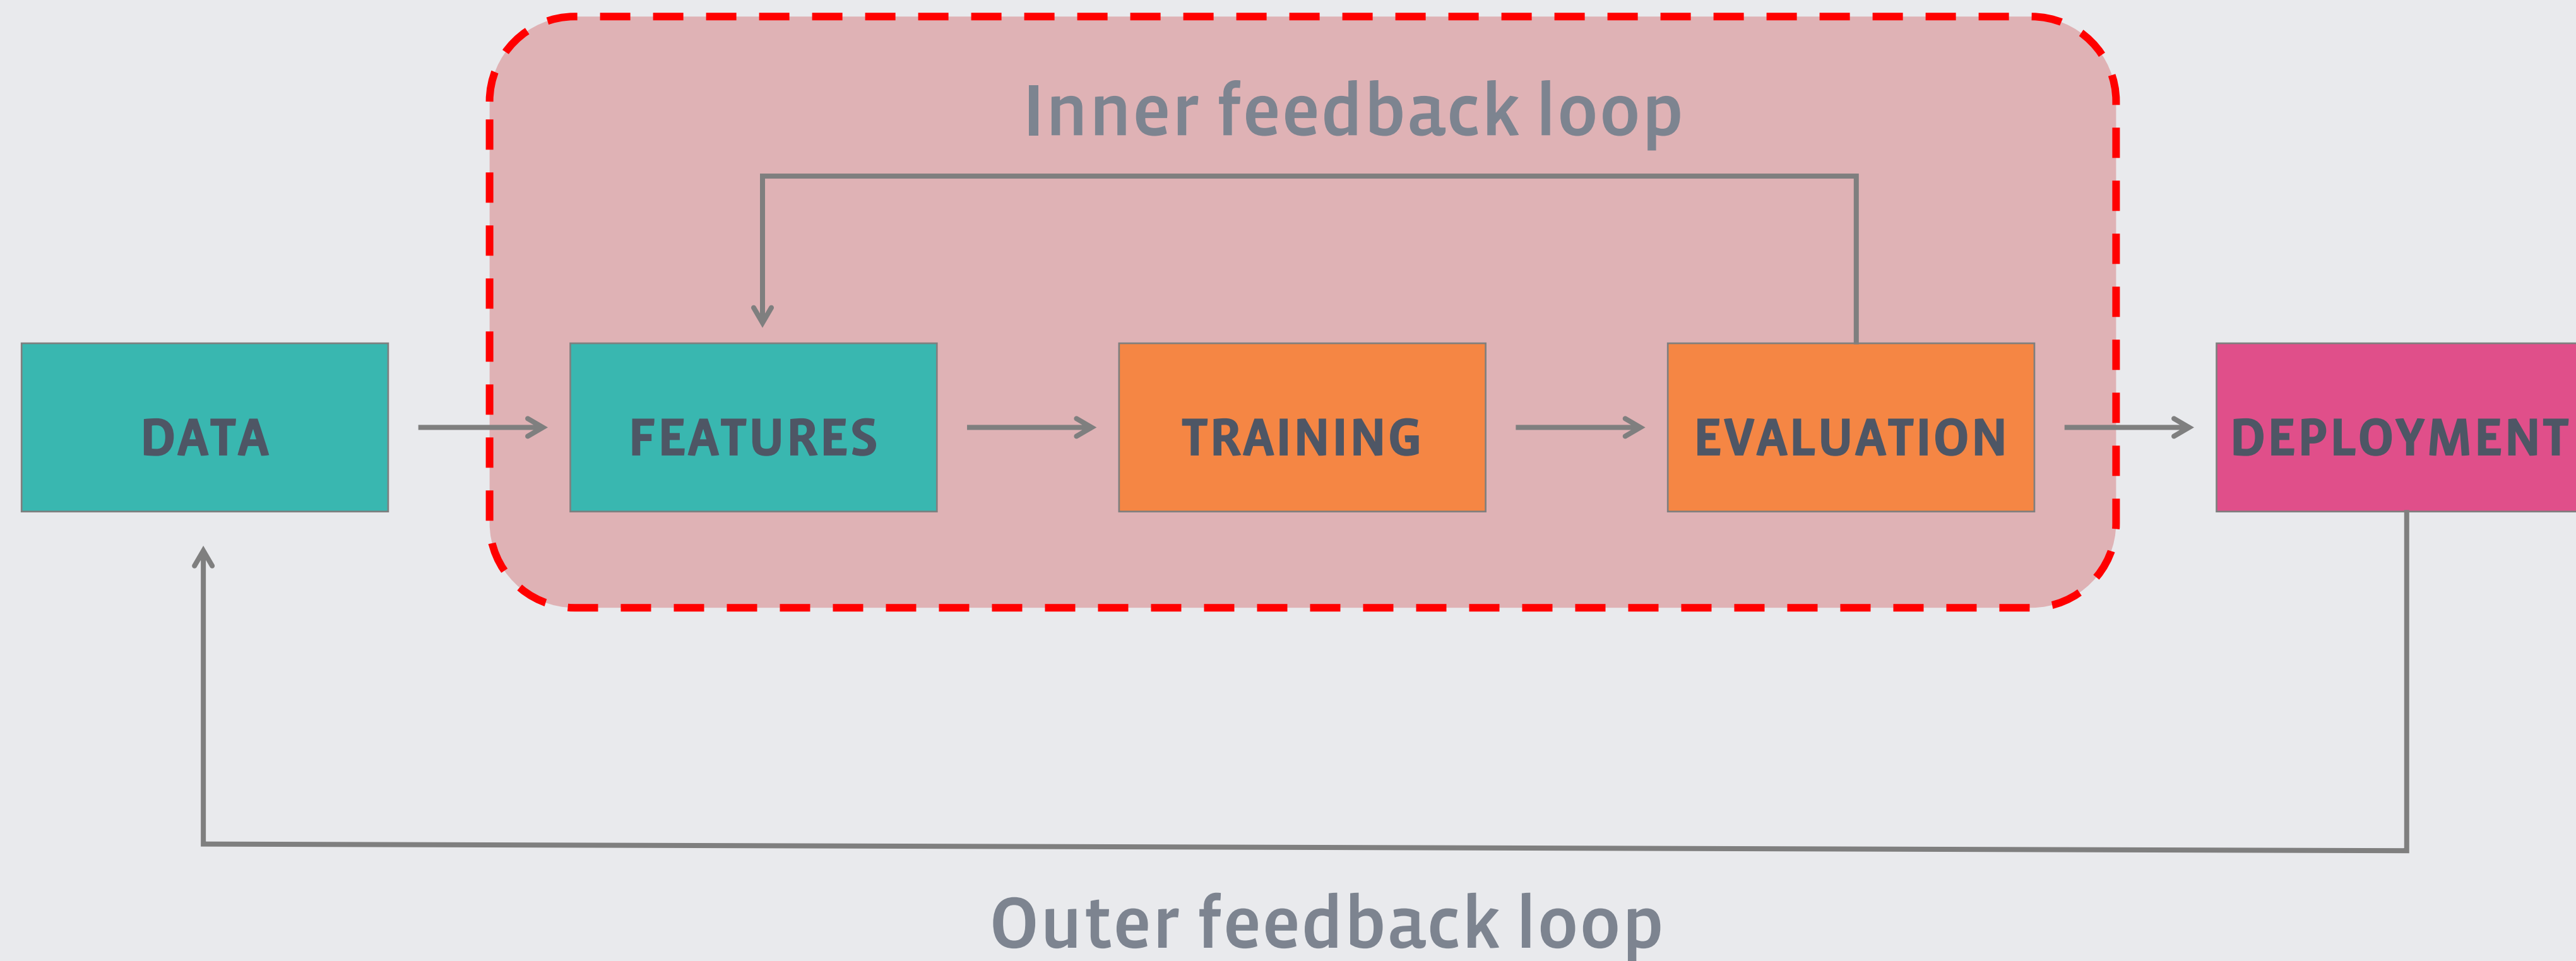 Inner feedback loop
DATA
FEATURES
TRAINING
EVALUATION
DEPLOYMENT
Outer feedback loop